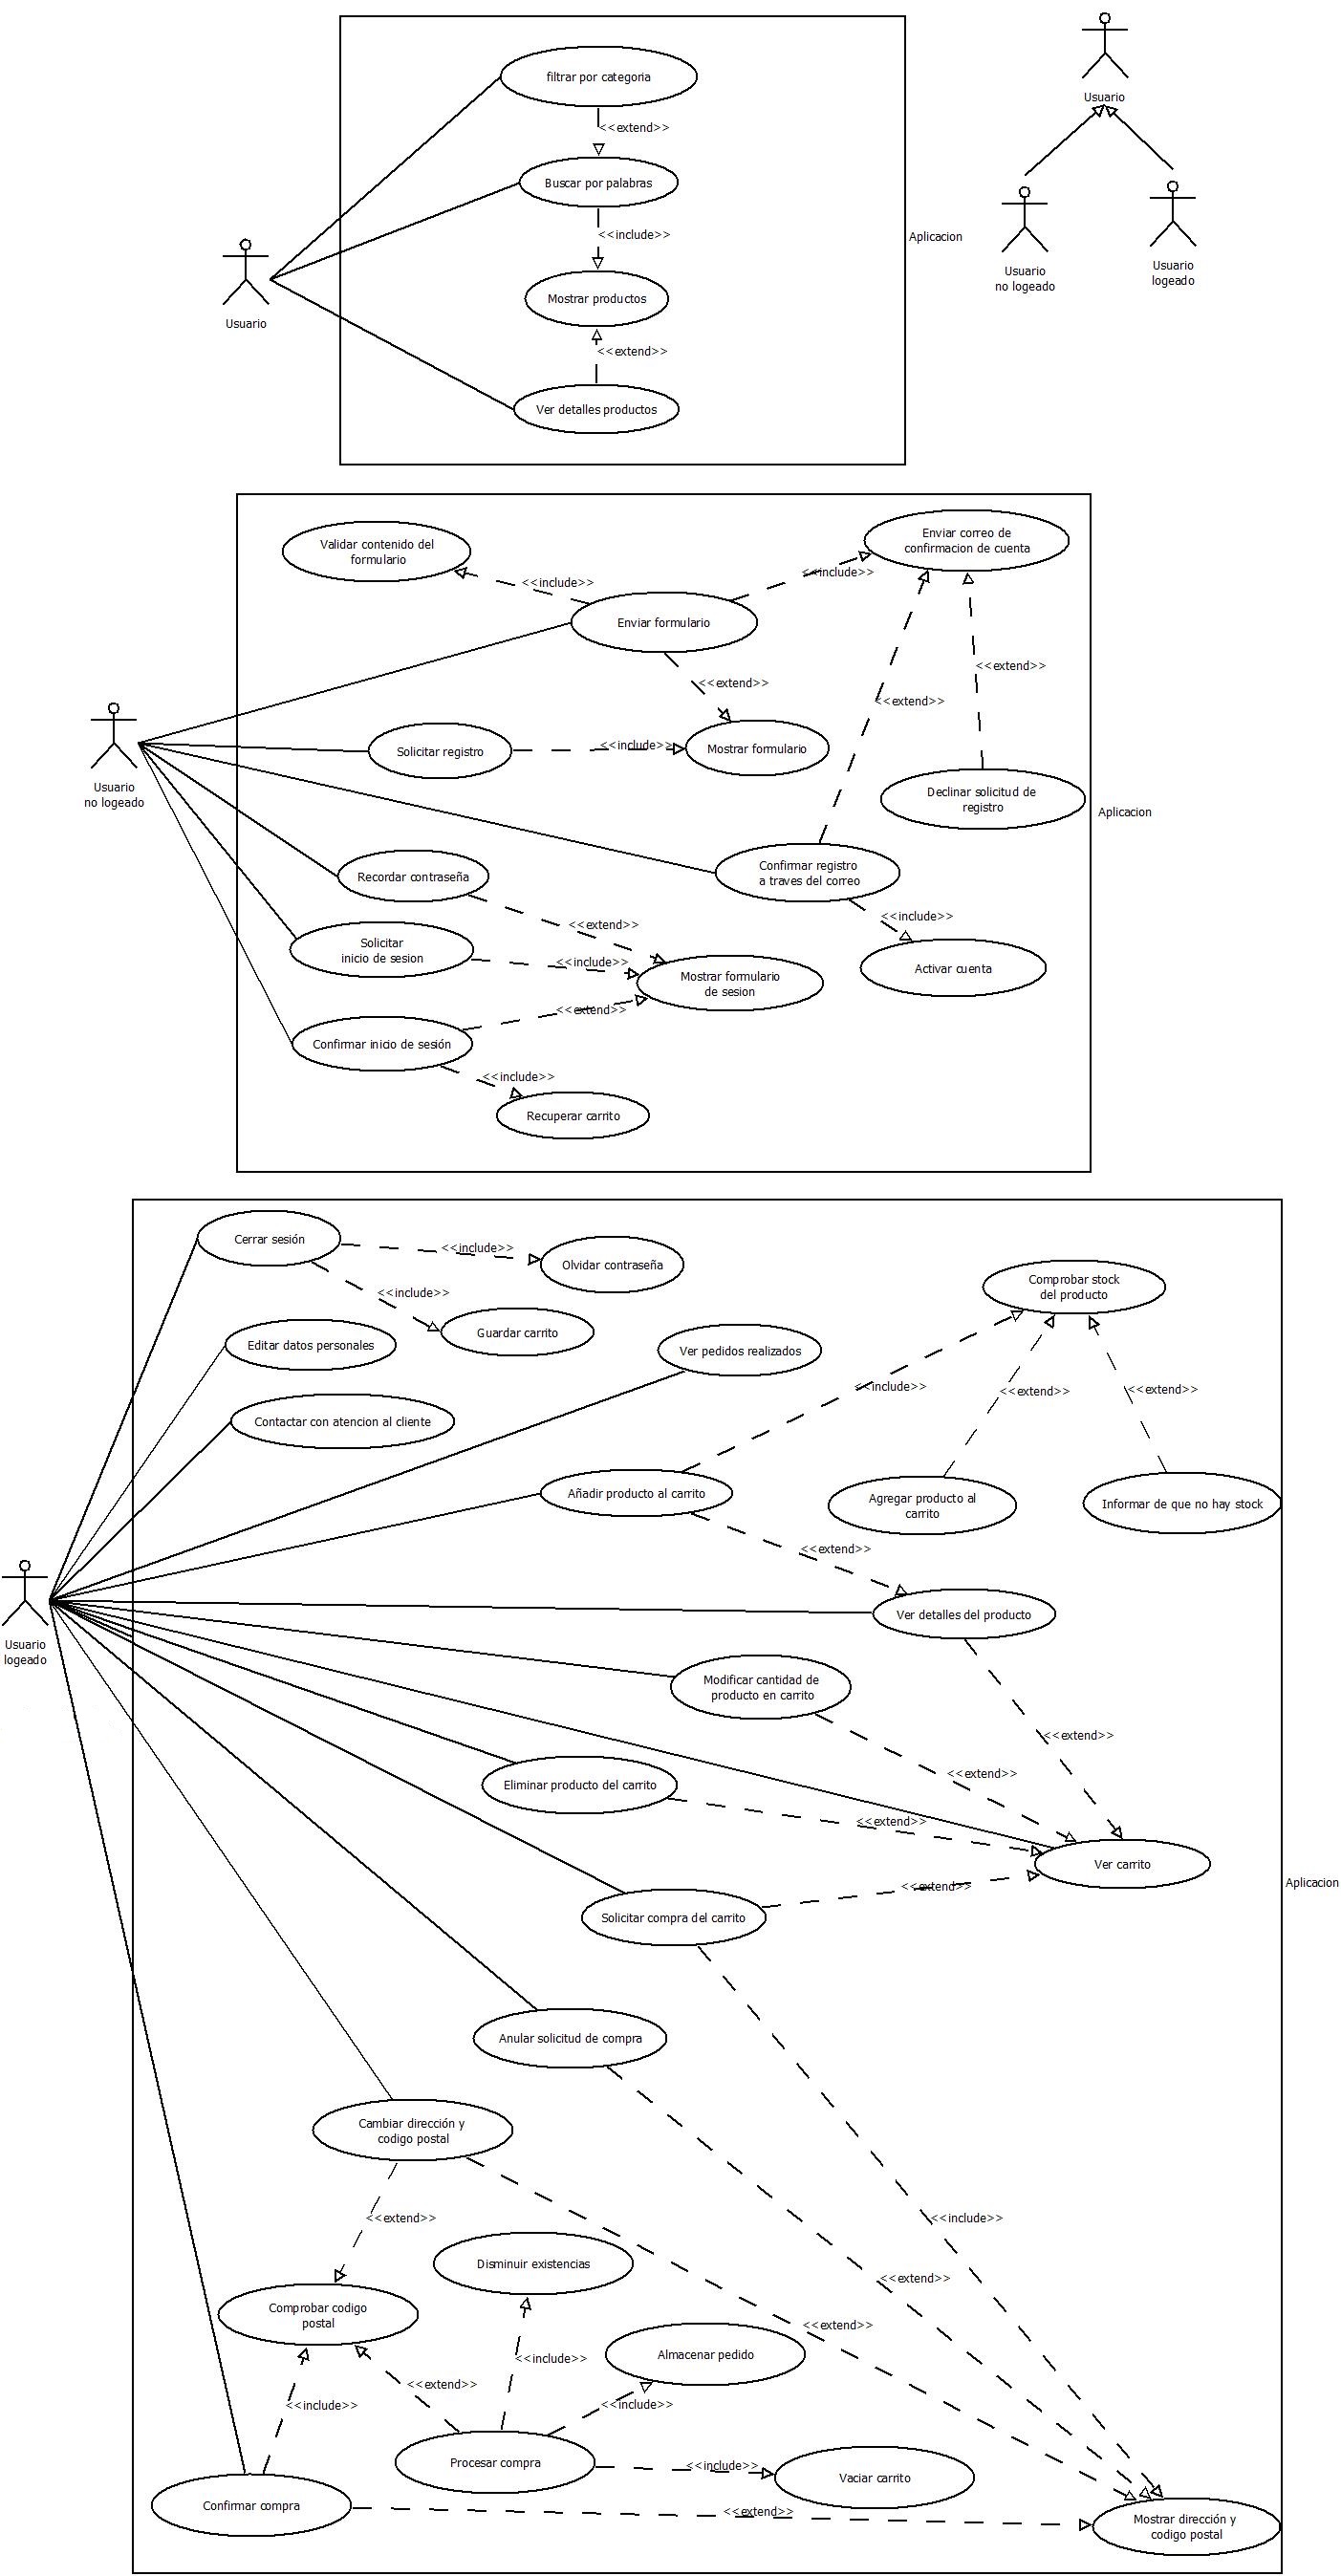 filtrar por categoria
<<extend>>
Buscar por palabras
<<include>>
Mostrar productos
<<extend>>
Ver detalles productos
Usuario
Aplicacion
Usuario
Usuario
no logeado
Usuario
logeado
Validar contenido del
formulario
Enviar correo de
confirmacion de cuenta
<<include>>
<<include>>
Enviar formulario
<<extend>>
<<extend>>
<<extend>>
Solicitar registro
<<include>>
Mostrar formulario
Declinar solicitud de
registro
Usuario
no logeado
Aplicacion
Recordar contraseña
Confirmar registro
a traves del correo
<<extend>>
<<include>>
Solicitar
inicio de sesion
<<include>>
Activar cuenta
Mostrar formulario
de sesion
<<extend>>
Confirmar inicio de sesión
<<include>>
Recuperar carrito
Cerrar sesión
<<include>>
Olvidar contraseña
<<include>>
Guardar carrito
Comprobar stock
del producto
Editar datos personales
Ver pedidos realizados
<<include>>
<<extend>>
<<extend>>
Contactar con atencion al cliente
Añadir producto al carrito
Agregar producto al
carrito
Informar de que no hay stock
<<extend>>
Usuario
logeado
Ver detalles del producto
Modificar cantidad de
producto en carrito
<<extend>>
<<extend>>
Eliminar producto del carrito
<<extend>>
Ver carrito
<<extend>>
Aplicacion
Solicitar compra del carrito
Anular solicitud de compra
Cambiar dirección y
codigo postal
<<extend>>
<<include>>
Disminuir existencias
<<extend>>
Comprobar codigo
postal
<<extend>>
<<include>>
Almacenar pedido
<<extend>>
<<include>>
<<include>>
Procesar compra
<<include>>
Vaciar carrito
Confirmar compra
<<extend>>
Mostrar dirección y
codigo postal